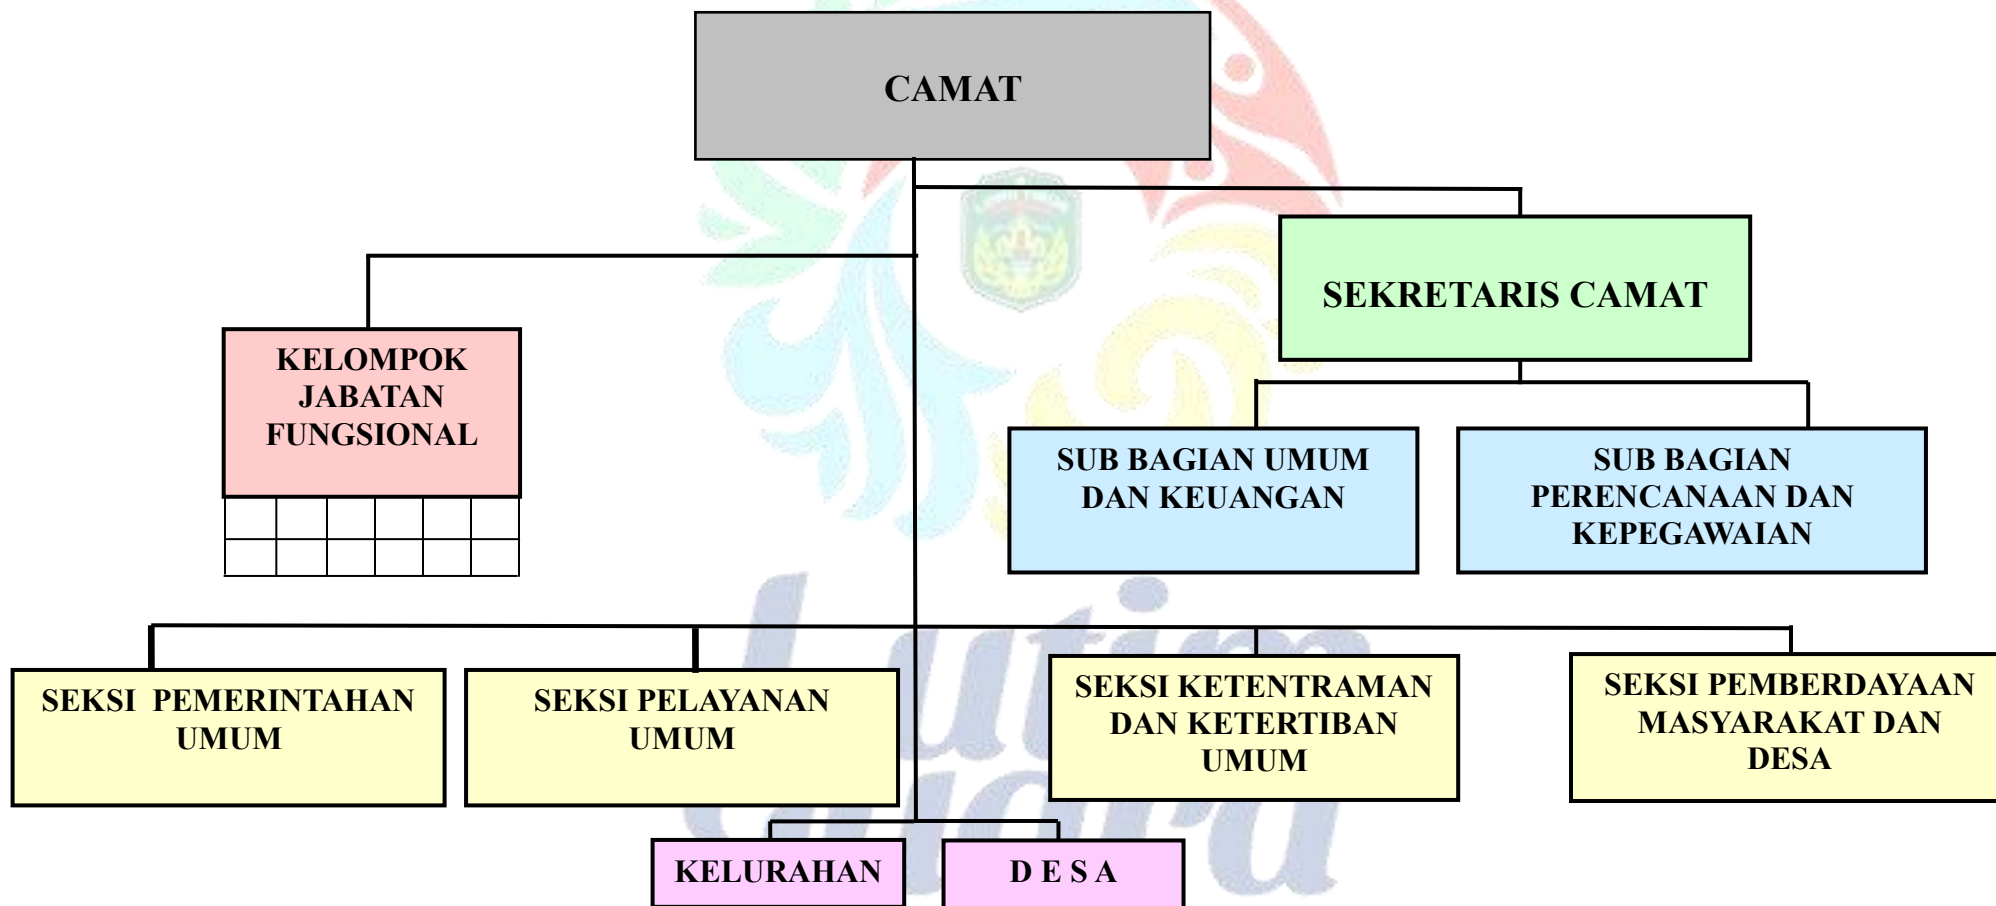 CAMAT
SEKRETARIS CAMAT
KELOMPOK
JABATAN
FUNGSIONAL
SUB BAGIAN UMUM
DAN KEUANGAN
SUB BAGIAN
PERENCANAAN DAN
KEPEGAWAIAN
SEKSI  PEMERINTAHAN
UMUM
SEKSI PELAYANAN
UMUM
SEKSI KETENTRAMAN
DAN KETERTIBAN
UMUM
SEKSI PEMBERDAYAAN
MASYARAKAT DAN
DESA
KELURAHAN
D E S A
Lutim